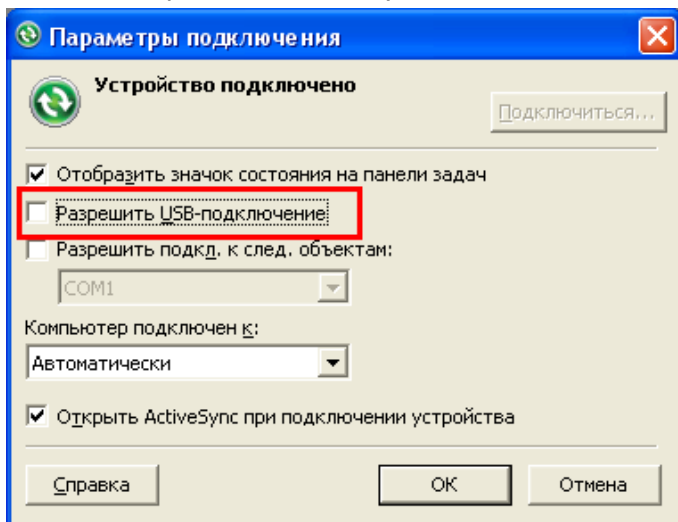 Параметры подключения
Устройство подключено
Подключиться...
Отобразить значок состояния на панели задач
Разрешить USB-подключение
Разрешить подкл. к след. объектам:
COM1
Компьютер подключен к:
Автоматически
Открыть ActiveSync при подключении устройства
Справка ОК Отмена